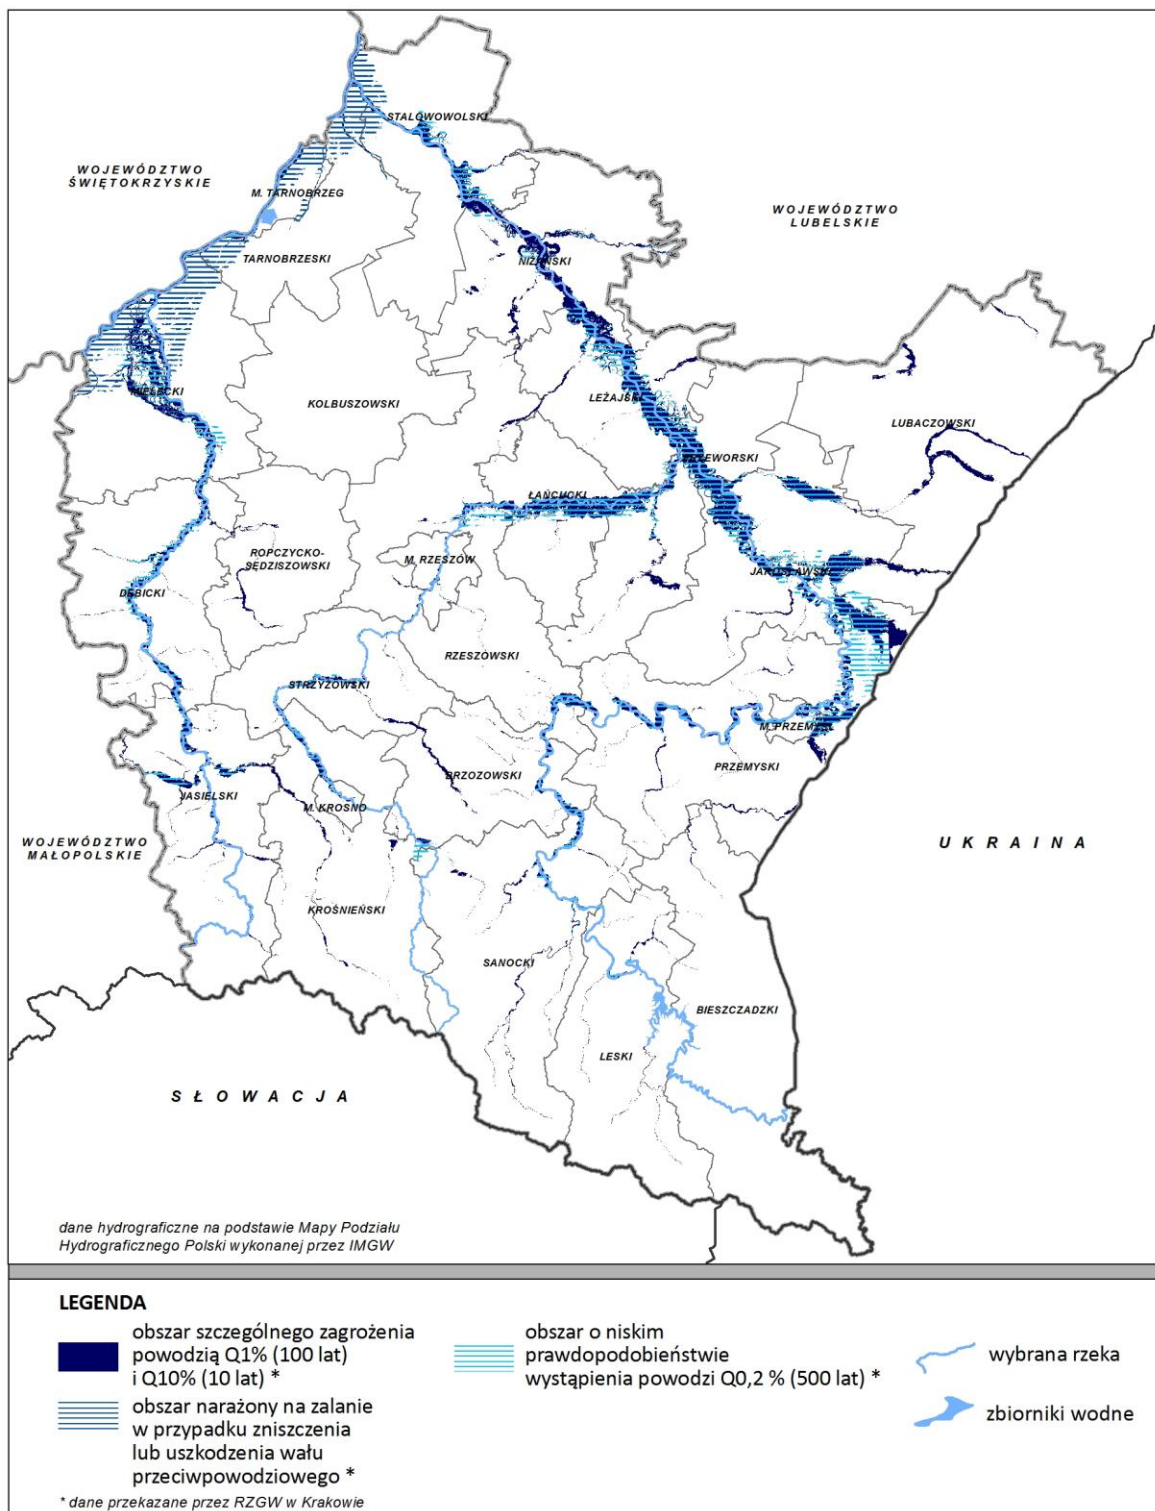 STALOWOWOLSKI
WOJEWÓDZTWO
ŚWIĘTOKRZYSKIE
M. TARNOBRZEG
WOJEWÓDZTWO
LUBELSKIE
TARNOBRZESKI
NIŻAŃSKI
MIELECKI
KOLBUSZOWSKI
LEŻAJSKI
LUBACZOWSKI
PRZEWORSKI
ŁAŃCUCKI
ROPCZYCKO-
SĘDZISZOWSKI
M. RZESZÓW
JAROSŁAWSKI
DĘBICKI
RZESZOWSKI
STRZYŻOWSKI
M. PRZEMYŚL
PRZEMYSKI
BRZOZOWSKI
JASIELSKI
M. KROSNO
WOJEWÓDZTWO
MAŁOPOLSKIE
UKRAINA
KROŚNIEŃSKI
SANOCKI
BIESZCZADZKI
LESKI
SŁOWACJA
dane hydrograficzne na podstawie Mapy Podziału
Hydrograficznego Polski wykonanej przez IMGW
LEGENDA
obszar szczególnego zagrożenia
powodzią Q1% (100 lat)
i Q10% (10 lat) *
obszar narażony na zalanie
w przypadku zniszczenia
lub uszkodzenia wału
przeciwpowodziowego *
obszar o niskim
prawdopodobieństwie
wystąpienia powodzi Q0,2 % (500 lat) *
wybrana rzeka
zbiorniki wodne
* dane przekazane przez RZGW w Krakowie